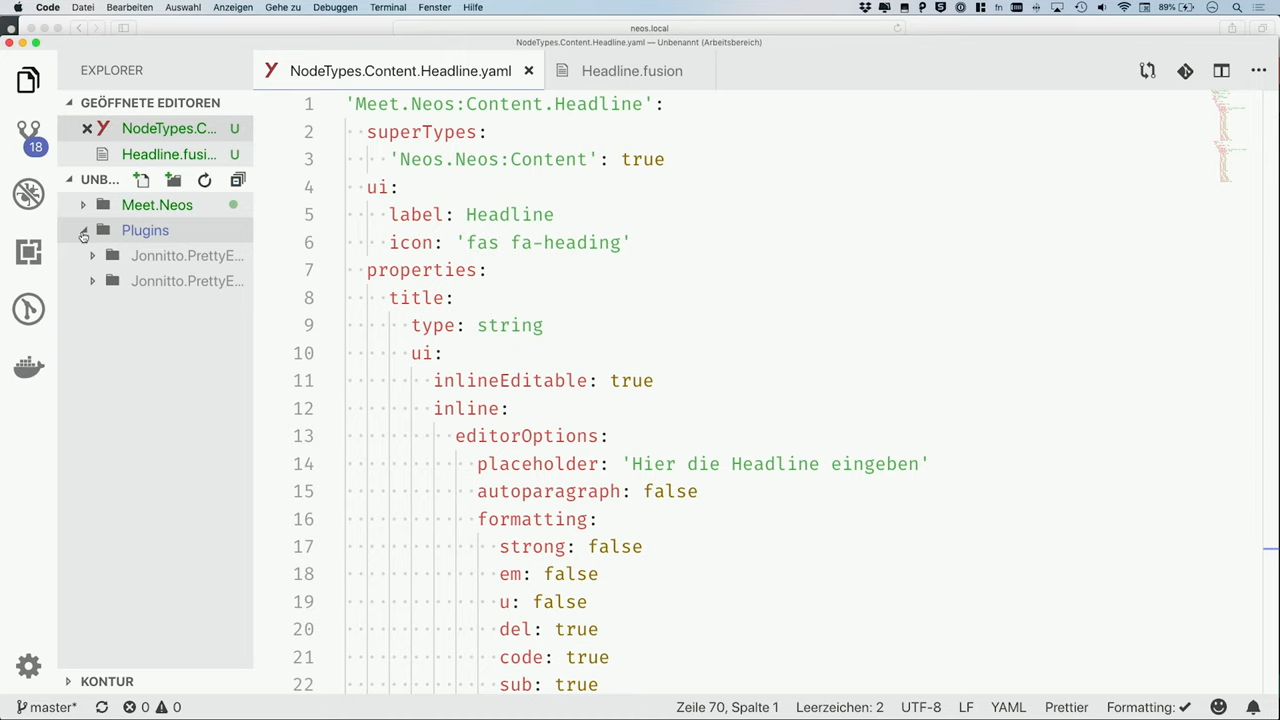 Code Datei Bearbeiten Auswahl Anzeigen Gehe zu Debuggen Terminal Fenster Hilfe
89%
neos.local
NodeTypes.Content.Headline.yaml — Unbenannt (Arbeitsbereich)
EXPLORER
NodeTypes.Content.Headline.yaml
Headline.fusion
GEÖFFNETE EDITOREN
NodeTypes.C... U
Headline.fusi... U
UNB...
Meet.Neos
Plugins
Jonnitto.PrettyE...
Jonnitto.PrettyE...
KONTUR
18
1 'Meet.Neos:Content.Headline':
2 superTypes:
3 'Neos.Neos:Content': true
4 ui:
5 label: Headline
6 icon: 'fas fa-heading'
7 properties:
8 title:
9 type: string
10 ui:
11 inlineEditable: true
12 inline:
13 editorOptions:
14 placeholder: 'Hier die Headline eingeben'
15 autoparagraph: false
16 formatting:
17 strong: false
18 em: false
19 u: false
20 del: true
21 code: true
22 sub: true
master* 0 0 Zeile 70, Spalte 1 Leerzeichen: 2 UTF-8 LF YAML Prettier Formatting: ✔